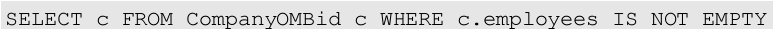 SELECT c FROM CompanyOMBid c WHERE c.employees IS NOT EMPTY